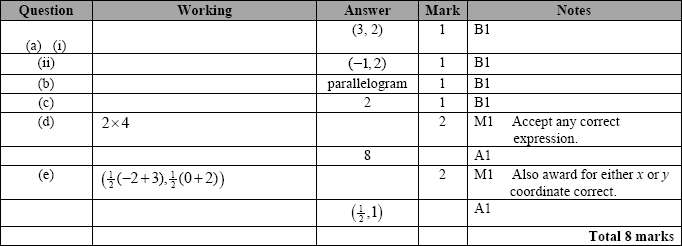 Question Working Answer Mark Notes
(a) (i) (3, 2) 1 B1
(ii) (−1, 2) 1 B1
(b) parallelogram 1 B1
(c) 2 1 B1
(d) 2×4 2 M1 Accept any correct
expression.
8 A1
(e) (½(−2+3),½(0+2)) 2 M1 Also award for either x or y
coordinate correct.
(½,1) A1
Total 8 marks